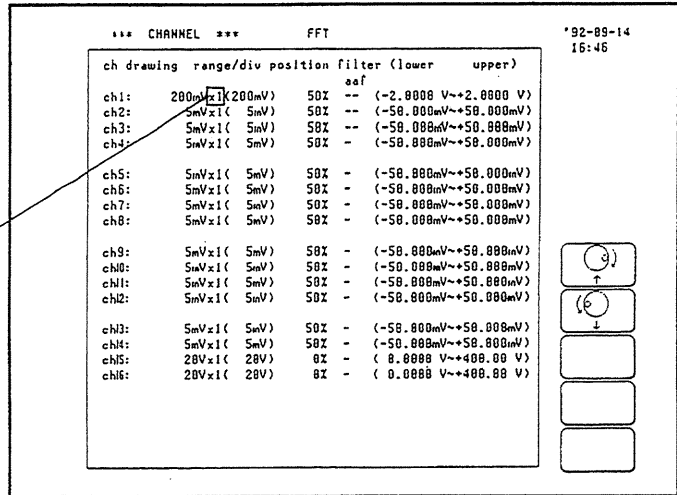 *** CHANNEL *** FFT '92-09-14
16:46
ch drawing range/div position filter (lower upper)
aaf
ch1: 200mVx1(200mV) 50% -- (-2.0000 V~+2.0000 V)
ch2: 5mVx1( 5mV) 50% -- (-50.000mV~+50.000mV)
ch3: 5mVx1( 5mV) 50% -- (-50.000mV~+50.000mV)
ch4: 5mVx1( 5mV) 50% - (-50.000mV~+50.000mV)
ch5: 5mVx1( 5mV) 50% - (-50.000mV~+50.000mV)
ch6: 5mVx1( 5mV) 50% - (-50.000mV~+50.000mV)
ch7: 5mVx1( 5mV) 50% - (-50.000mV~+50.000mV)
ch8: 5mVx1( 5mV) 50% - (-50.000mV~+50.000mV)
ch9: 5mVx1( 5mV) 50% - (-50.000mV~+50.000mV)
ch10: 5mVx1( 5mV) 50% - (-50.000mV~+50.000mV)
ch11: 5mVx1( 5mV) 50% - (-50.000mV~+50.000mV)
ch12: 5mVx1( 5mV) 50% - (-50.000mV~+50.000mV)
ch13: 5mVx1( 5mV) 50% - (-50.000mV~+50.000mV)
ch14: 5mVx1( 5mV) 50% - (-50.000mV~+50.000mV)
ch15: 20Vx1( 20V) 0% - ( 0.0000 V~+400.00 V)
ch16: 20Vx1( 20V) 0% - ( 0.0000 V~+400.00 V)
↑
↓